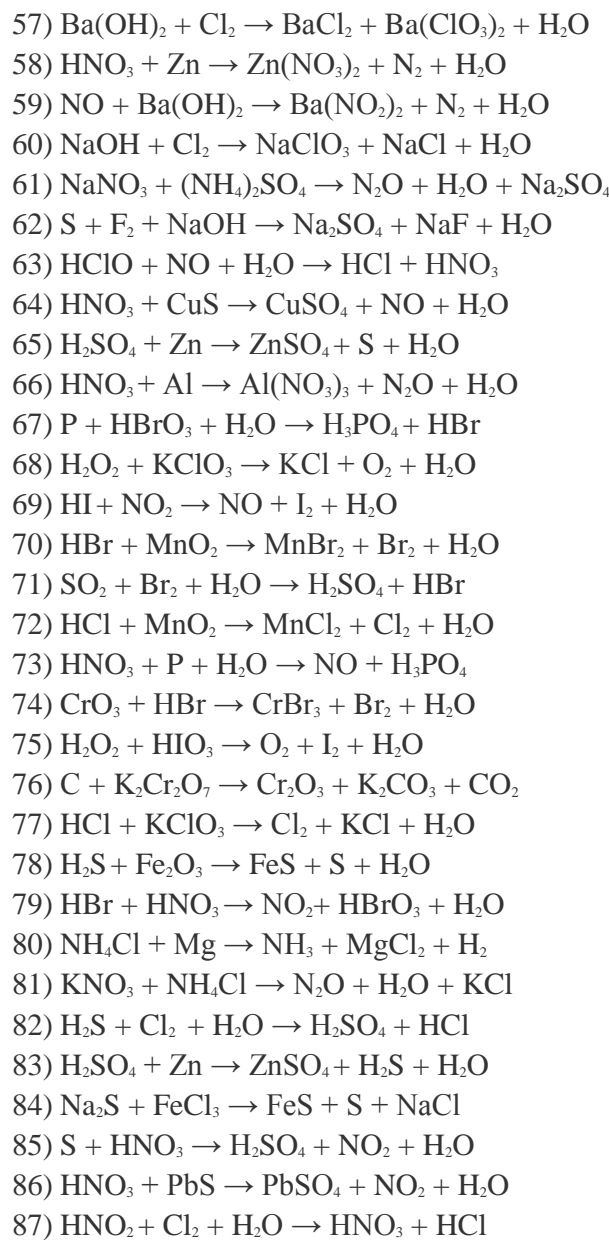 57) Ba(OH)₂ + Cl₂ → BaCl₂ + Ba(ClO₃)₂ + H₂O
58) HNO₃ + Zn → Zn(NO₃)₂ + N₂ + H₂O
59) NO + Ba(OH)₂ → Ba(NO₂)₂ + N₂ + H₂O
60) NaOH + Cl₂ → NaClO₃ + NaCl + H₂O
61) NaNO₃ + (NH₄)₂SO₄ → N₂O + H₂O + Na₂SO₄
62) S + F₂ + NaOH → Na₂SO₄ + NaF + H₂O
63) HClO + NO + H₂O → HCl + HNO₃
64) HNO₃ + CuS → CuSO₄ + NO + H₂O
65) H₂SO₄ + Zn → ZnSO₄ + S + H₂O
66) HNO₃ + Al → Al(NO₃)₃ + N₂O + H₂O
67) P + HBrO₃ + H₂O → H₃PO₄ + HBr
68) H₂O₂ + KClO₃ → KCl + O₂ + H₂O
69) HI + NO₂ → NO + I₂ + H₂O
70) HBr + MnO₂ → MnBr₂ + Br₂ + H₂O
71) SO₂ + Br₂ + H₂O → H₂SO₄ + HBr
72) HCl + MnO₂ → MnCl₂ + Cl₂ + H₂O
73) HNO₃ + P + H₂O → NO + H₃PO₄
74) CrO₃ + HBr → CrBr₃ + Br₂ + H₂O
75) H₂O₂ + HIO₃ → O₂ + I₂ + H₂O
76) C + K₂Cr₂O₇ → Cr₂O₃ + K₂CO₃ + CO₂
77) HCl + KClO₃ → Cl₂ + KCl + H₂O
78) H₂S + Fe₂O₃ → FeS + S + H₂O
79) HBr + HNO₃ → NO₂ + HBrO₃ + H₂O
80) NH₄Cl + Mg → NH₃ + MgCl₂ + H₂
81) KNO₃ + NH₄Cl → N₂O + H₂O + KCl
82) H₂S + Cl₂ + H₂O → H₂SO₄ + HCl
83) H₂SO₄ + Zn → ZnSO₄ + H₂S + H₂O
84) Na₂S + FeCl₃ → FeS + S + NaCl
85) S + HNO₃ → H₂SO₄ + NO₂ + H₂O
86) HNO₃ + PbS → PbSO₄ + NO₂ + H₂O
87) HNO₂ + Cl₂ + H₂O → HNO₃ + HCl